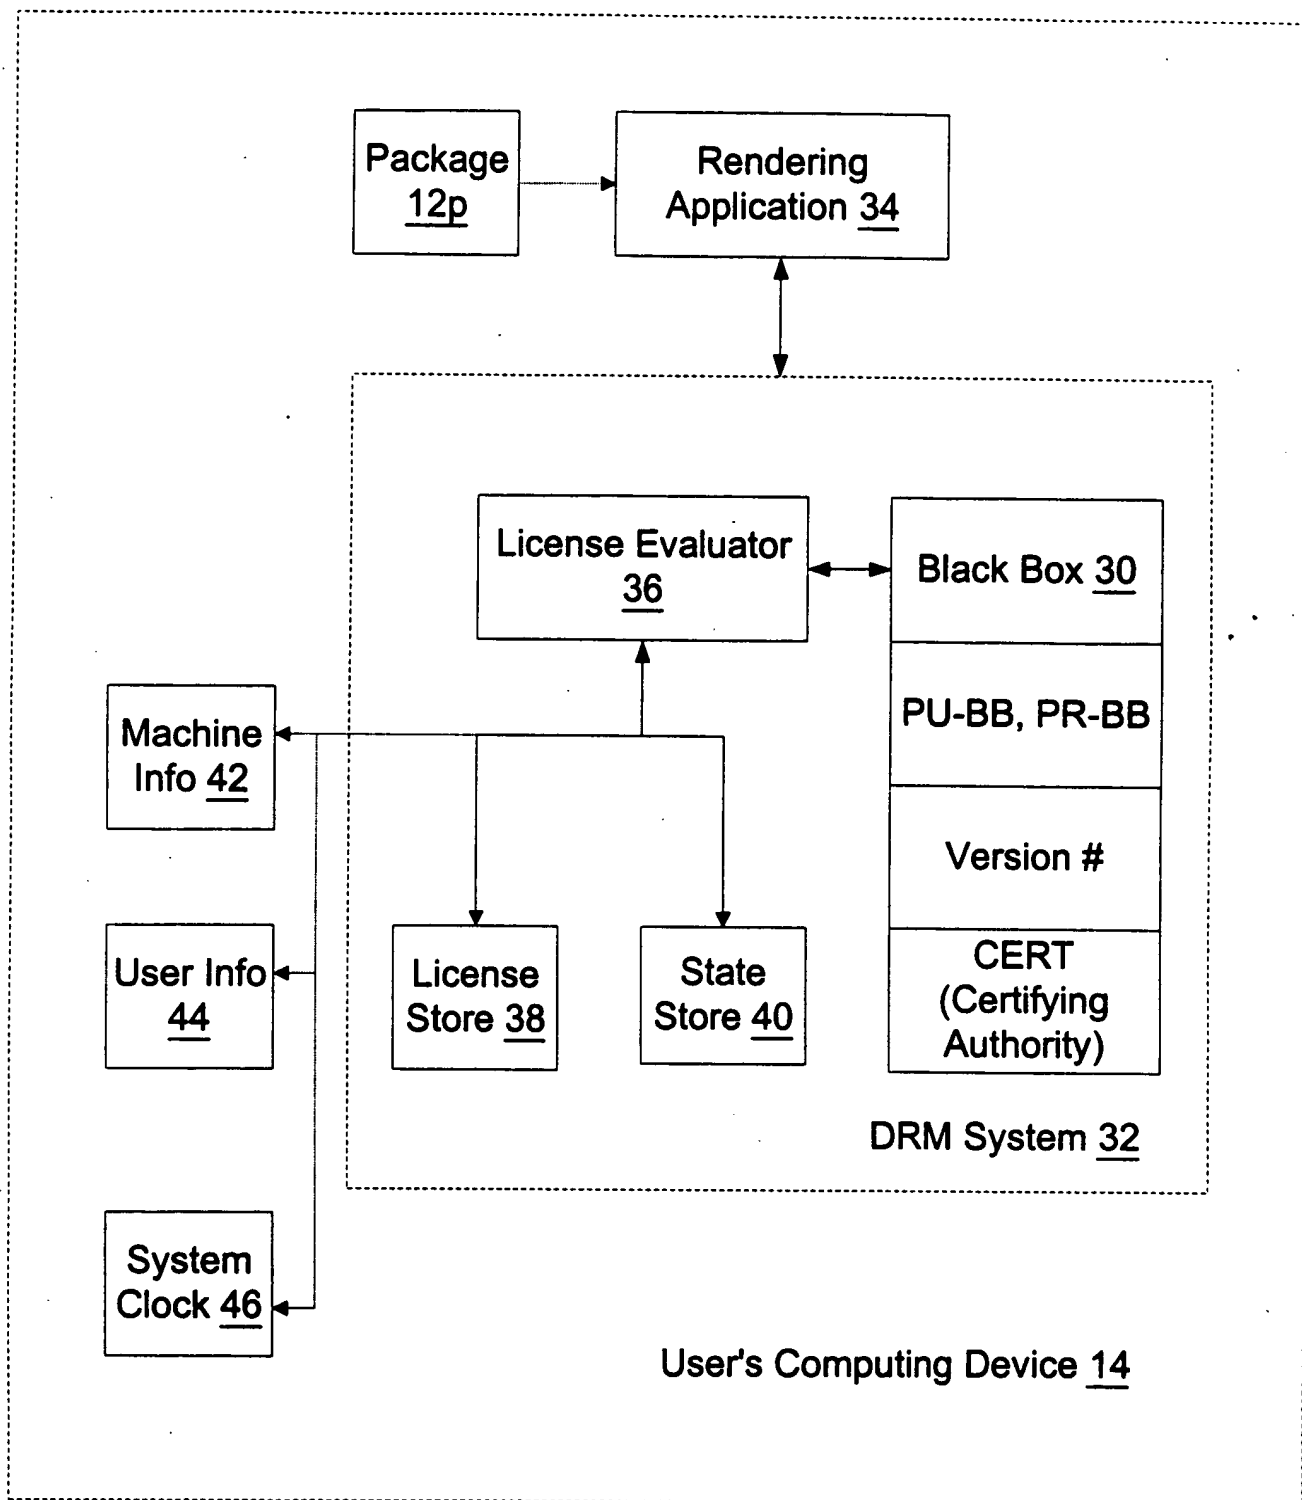 Package
12p
Rendering
Application 34
License Evaluator
36
Black Box 30
PU-BB, PR-BB
Version #
CERT
(Certifying
Authority)
Machine
Info 42
User Info
44
License
Store 38
State
Store 40
DRM System 32
System
Clock 46
User's Computing Device 14